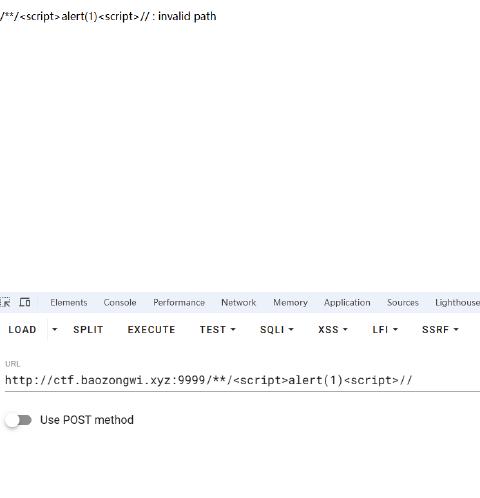 /**/<script>alert(1)<script>// : invalid path
Elements Console Performance Network Memory Application Sources Lighthouse
LOAD SPLIT EXECUTE TEST SQLI XSS LFI SSRF
URL
http://ctf.baozongwi.xyz:9999/**/<script>alert(1)<script>//
Use POST method